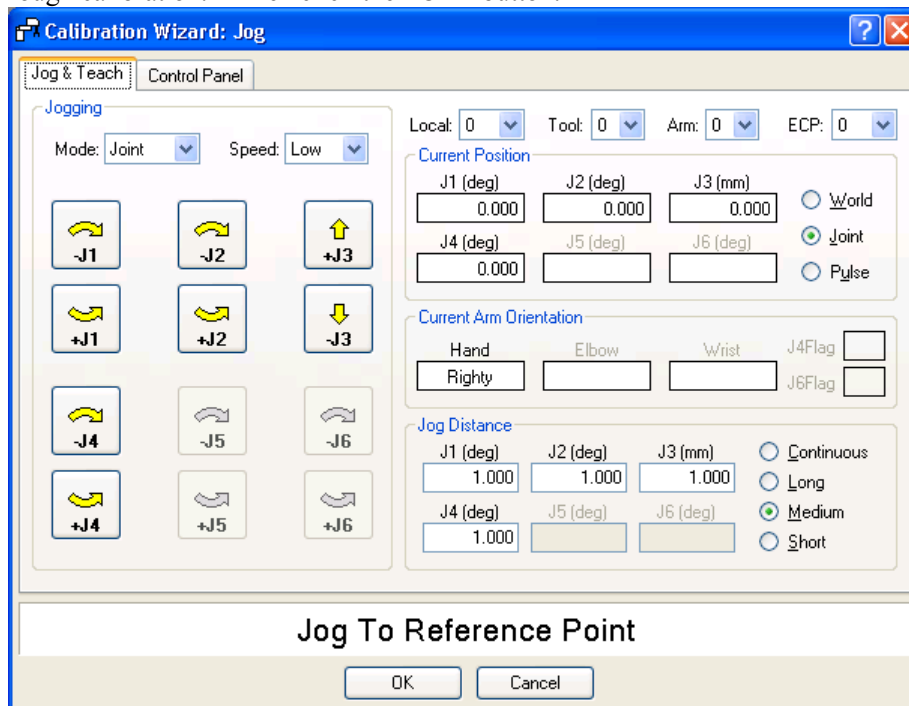 Calibration Wizard: Jog
Jog & Teach Control Panel
Jogging
Mode: Joint Speed: Low
-J1 -J2 +J3
+J1 +J2 -J3
-J4 -J5 -J6
+J4 +J5 +J6
Local: 0 Tool: 0 Arm: 0 ECP: 0
Current Position
J1 (deg) J2 (deg) J3 (mm)
0.000 0.000 0.000
J4 (deg) J5 (deg) J6 (deg)
0.000
World
Joint
Pulse
Current Arm Orientation
Hand Elbow Wrist
Righty
J4Flag
J6Flag
Jog Distance
J1 (deg) J2 (deg) J3 (mm)
1.000 1.000 1.000
J4 (deg) J5 (deg) J6 (deg)
1.000
Continuous
Long
Medium
Short
Jog To Reference Point
OK Cancel